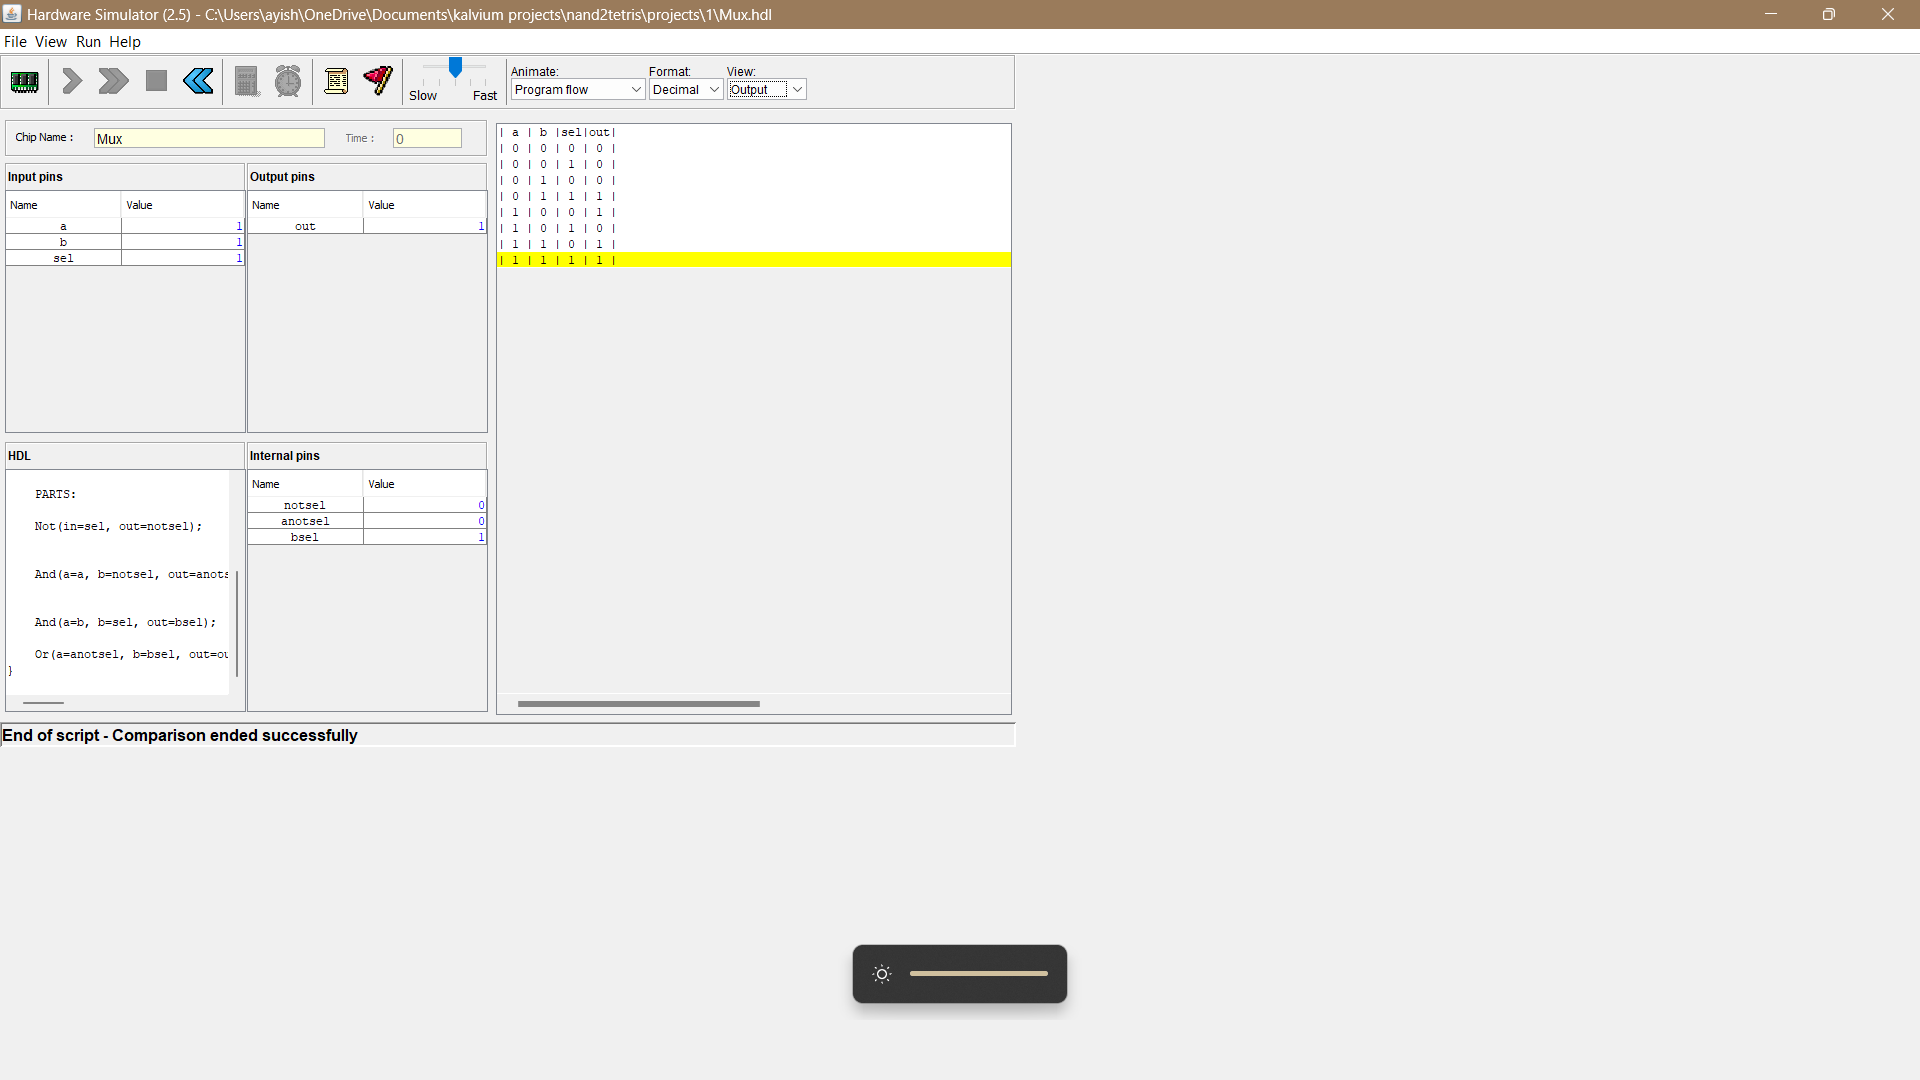 Hardware Simulator (2.5) - C:\Users\ayish\OneDrive\Documents\kalvium projects\nand2tetris\projects\1\Mux.hdl
File View Run Help
Slow Fast
Animate: Format: View:
Program flow Decimal Output
Chip Name : Mux Time : 0
Input pins
Name Value
a 1
b 1
sel 1
Output pins
Name Value
out 1
HDL
PARTS:
Not(in=sel, out=notsel);
And(a=a, b=notsel, out=anots
And(a=b, b=sel, out=bsel);
Or(a=anotsel, b=bsel, out=ou
}
Internal pins
Name Value
notsel 0
anotsel 0
bsel 1
| a | b |sel|out|
| 0 | 0 | 0 | 0 |
| 0 | 0 | 1 | 0 |
| 0 | 1 | 0 | 0 |
| 0 | 1 | 1 | 1 |
| 1 | 0 | 0 | 1 |
| 1 | 0 | 1 | 0 |
| 1 | 1 | 0 | 1 |
| 1 | 1 | 1 | 1 |
End of script - Comparison ended successfully